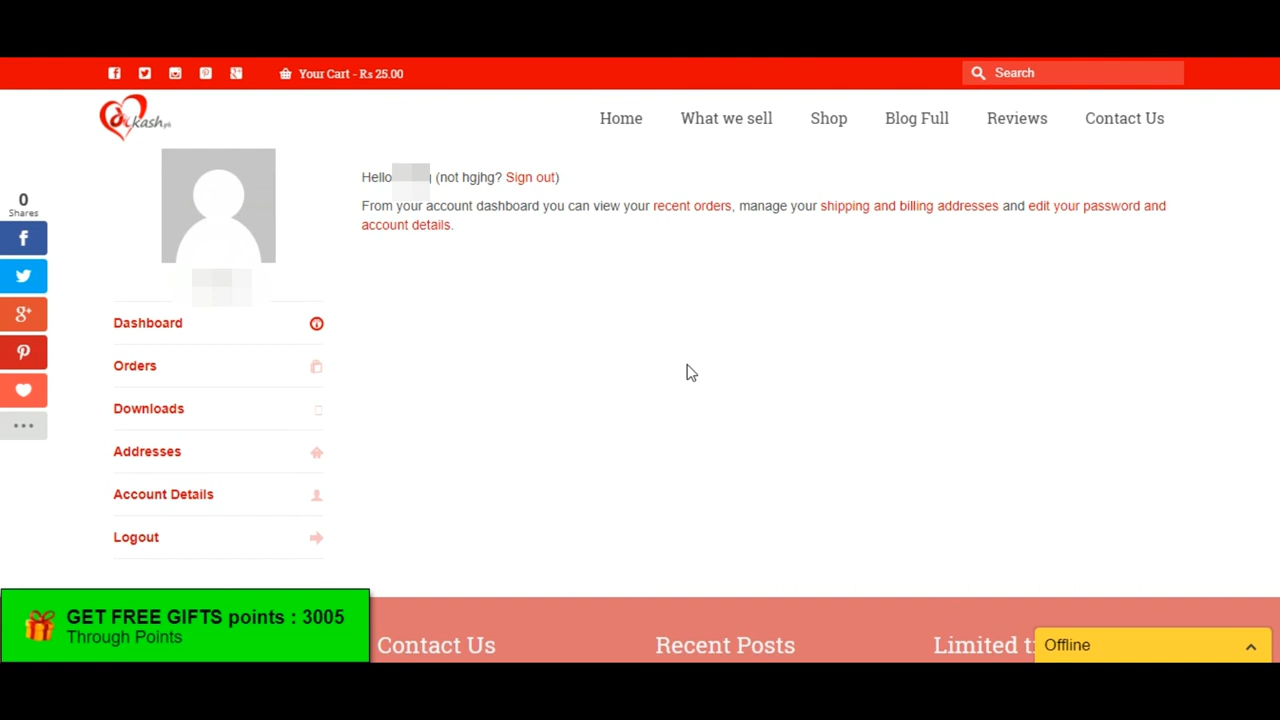 Your Cart - Rs 25.00
Search
Dilkash.pk
Home
What we sell
Shop
Blog Full
Reviews
Contact Us
0
Shares
Hello (not hgjhg? Sign out)
From your account dashboard you can view your recent orders, manage your shipping and billing addresses and edit your password and
account details.
Dashboard
Orders
Downloads
Addresses
Account Details
Logout
GET FREE GIFTS points : 3005
Through Points
Contact Us
Recent Posts
Limited
Offline